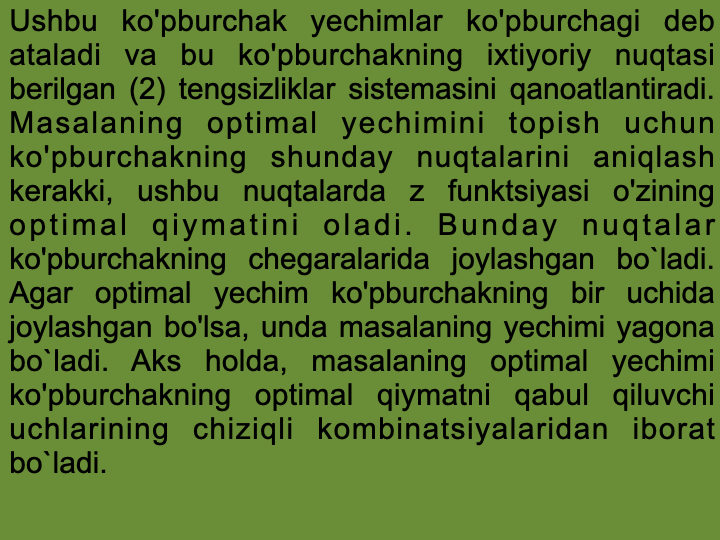 Ushbu ko'pburchak yechimlar ko'pburchagi deb
ataladi va bu ko'pburchakning ixtiyoriy nuqtasi
berilgan (2) tengsizliklar sistemasini qanoatlantiradi.
Masalaning optimal yechimini topish uchun
ko'pburchakning shunday nuqtalarini aniqlash
kerakki, ushbu nuqtalarda z funktsiyasi o'zining
optimal qiymatini oladi. Bunday nuqtalar
ko'pburchakning chegaralarida joylashgan bo`ladi.
Agar optimal yechim ko'pburchakning bir uchida
joylashgan bo'lsa, unda masalaning yechimi yagona
bo`ladi. Aks holda, masalaning optimal yechimi
ko'pburchakning optimal qiymatni qabul qiluvchi
uchlarining chiziqli kombinatsiyalaridan iborat
bo`ladi.